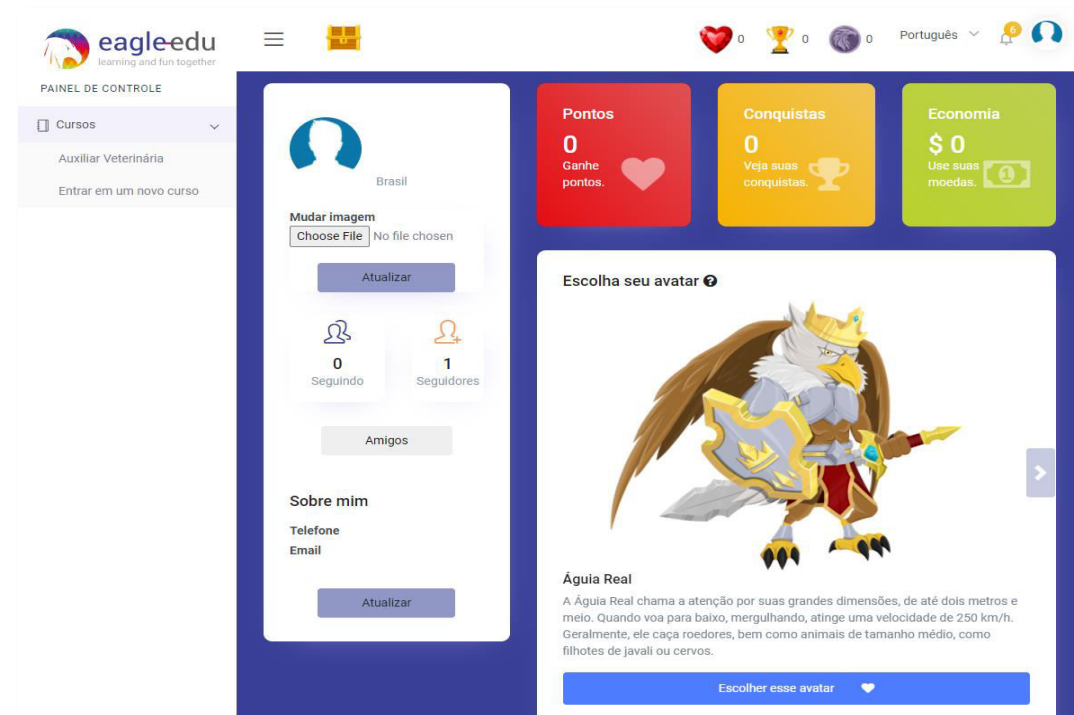 eagle-edu
learning and fun together
0
0
0
Português
6
PAINEL DE CONTROLE
Cursos
Auxiliar Veterinária
Entrar em um novo curso
Brasil
Mudar imagem
Choose File No file chosen
Atualizar
0
Seguindo
1
Seguidores
Amigos
Sobre mim
Telefone
Email
Atualizar
Pontos
0
Ganhe
pontos.
Conquistas
0
Veja suas
conquistas.
Economia
$ 0
Use suas
moedas.
1
Escolha seu avatar
Águia Real
A Águia Real chama a atenção por suas grandes dimensões, de até dois metros e
meio. Quando voa para baixo, mergulhando, atinge uma velocidade de 250 km/h.
Geralmente, ele caça roedores, bem como animais de tamanho médio, como
filhotes de javali ou cervos.
Escolher esse avatar